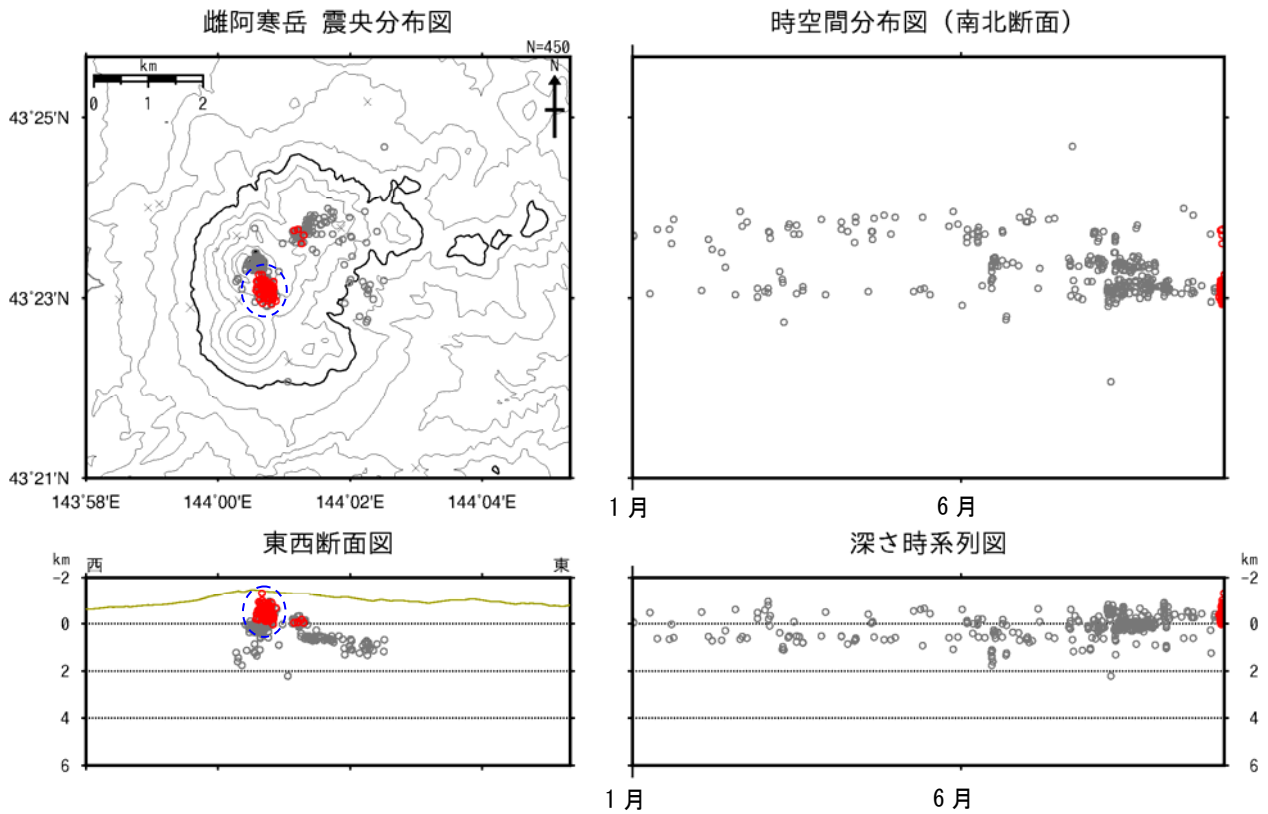 雌阿寒岳 震央分布図
N=450
km
0 1 2
N
43°25'N
43°23'N
43°21'N
143°58'E 144°00'E 144°02'E 144°04'E
時空間分布図（南北断面）
1月 6月
東西断面図
km 西 東
-2
0
2
4
6
深さ時系列図
km
-2
0
2
4
6
1月 6月